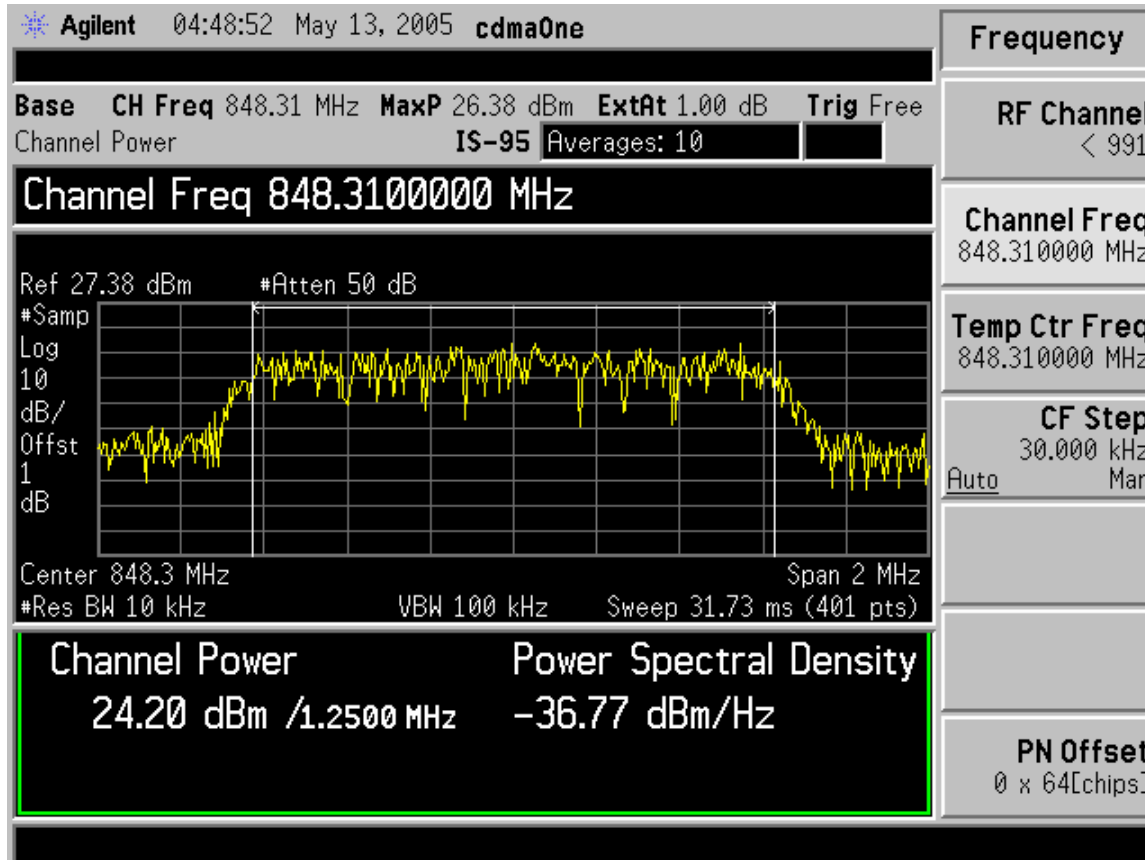 Agilent 04:48:52 May 13, 2005 cdmaOne
Frequency
Base CH Freq 848.31 MHz MaxP 26.38 dBm ExtAt 1.00 dB Trig Free
Channel Power IS-95 Averages: 10
Channel Freq 848.3100000 MHz
Ref 27.38 dBm #Atten 50 dB
#Samp
Log
10
dB/
Offst
1
dB
Center 848.3 MHz Span 2 MHz
#Res BW 10 kHz VBW 100 kHz Sweep 31.73 ms (401 pts)
Channel Power Power Spectral Density
24.20 dBm /1.2500 MHz -36.77 dBm/Hz
RF Channel
< 991
Channel Freq
848.310000 MHz
Temp Ctr Freq
848.310000 MHz
CF Step
30.000 kHz
Auto Man
PN Offset
0 x 64[chips]